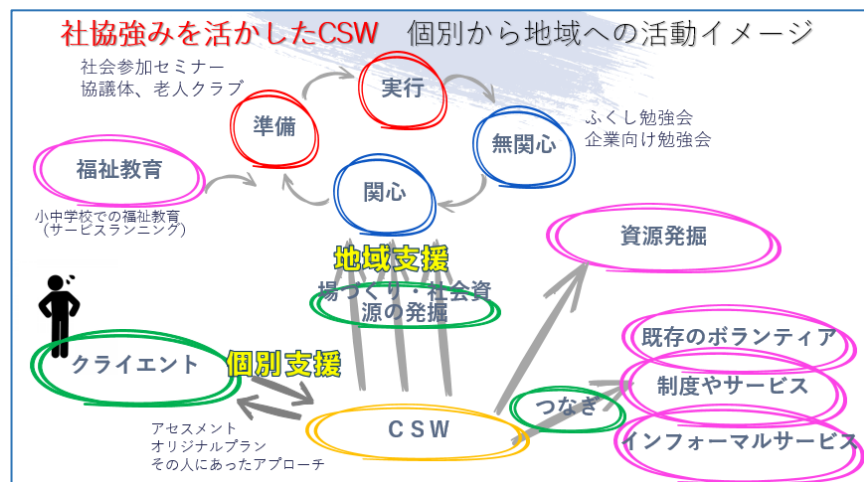 社協強みを活かしたCSW　個別から地域への活動イメージ
社会参加セミナー
協議体、老人クラブ
実行
準備
無関心
ふくし勉強会
企業向け勉強会
福祉教育
関心
小中学校での福祉教育
(サービスランニング)
地域支援
場づくり・社会資
源の発掘
資源発掘
クライエント
個別支援
既存のボランティア
制度やサービス
つなぎ
インフォーマルサービス
ＣＳＷ
アセスメント
オリジナルプラン
その人にあったアプローチ